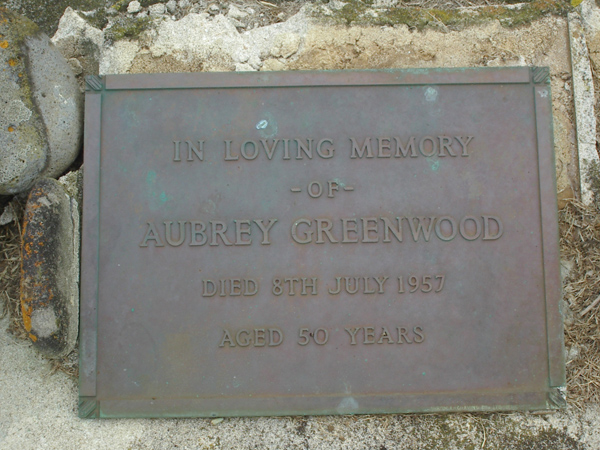 IN LOVING MEMORY
-OF-
AUBREY GREENWOOD
DIED 8TH JULY 1957
AGED 50 YEARS